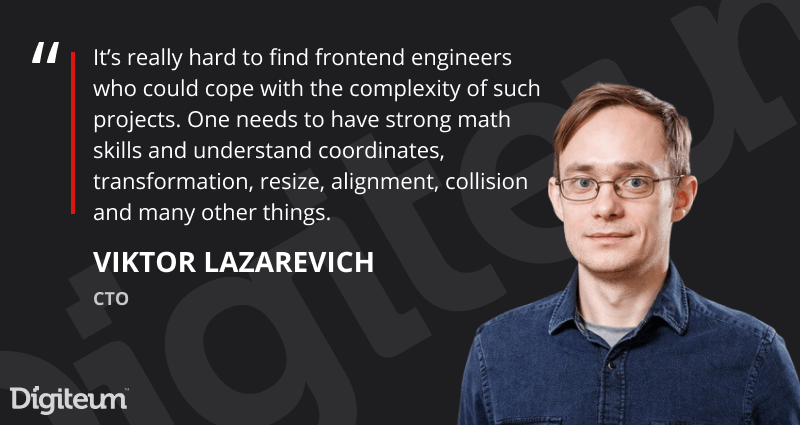 “
It’s really hard to find frontend engineers
who could cope with the complexity of such
projects. One needs to have strong math
skills and understand coordinates,
transformation, resize, alignment, collision
and many other things.
VIKTOR LAZAREVICH
CTO
Digiteum™
Digiteum